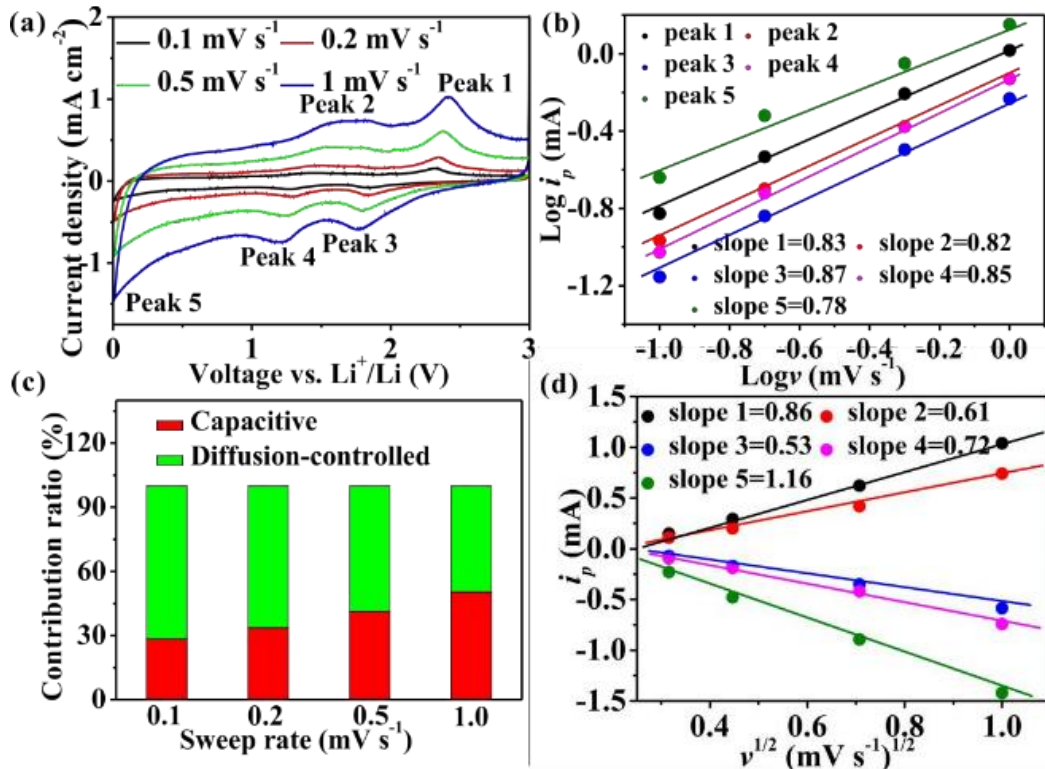 (a)
2
1
0
1
Current density (mA cm⁻²)
0.1 mV s⁻¹ 0.2 mV s⁻¹
0.5 mV s⁻¹ 1 mV s⁻¹
Peak 1
Peak 2
Peak 3
Peak 4
Peak 5
0 1 2 3
Voltage vs. Li⁺/Li (V)
(b)
0.0
-0.4
-0.8
-1.2
Log iₚ (mA)
peak 1 peak 2
peak 3 peak 4
peak 5
slope 1=0.83 slope 2=0.82
slope 3=0.87 slope 4=0.85
slope 5=0.78
-1.0 -0.8 -0.6 -0.4 -0.2 0.0
Logv (mV s⁻¹)
(c)
120
90
60
30
0
Contribution ratio (%)
Capacitive
Diffusion-controlled
0.1 0.2 0.5 1.0
Sweep rate (mV s⁻¹)
(d)
1.5
1.0
0.5
0.0
-0.5
-1.0
-1.5
iₚ (mA)
slope 1=0.86 slope 2=0.61
slope 3=0.53 slope 4=0.72
slope 5=1.16
0.4 0.6 0.8 1.0
v¹ᐟ² (mV s⁻¹)¹ᐟ²